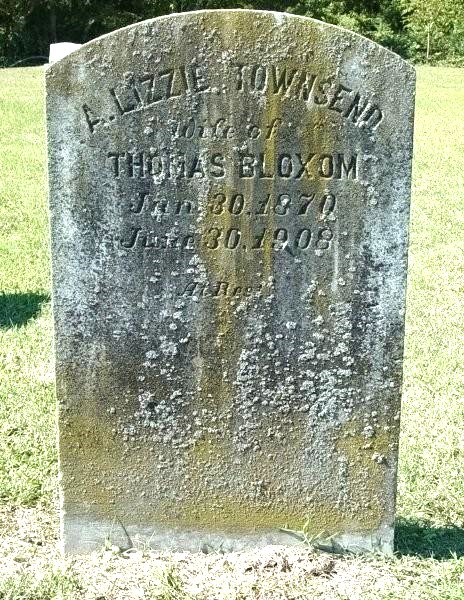 A. LIZZIE TOWNSEND
Wife of
THOMAS BLOXOM
Jan. 30, 1870
June 30, 1908
At Rest